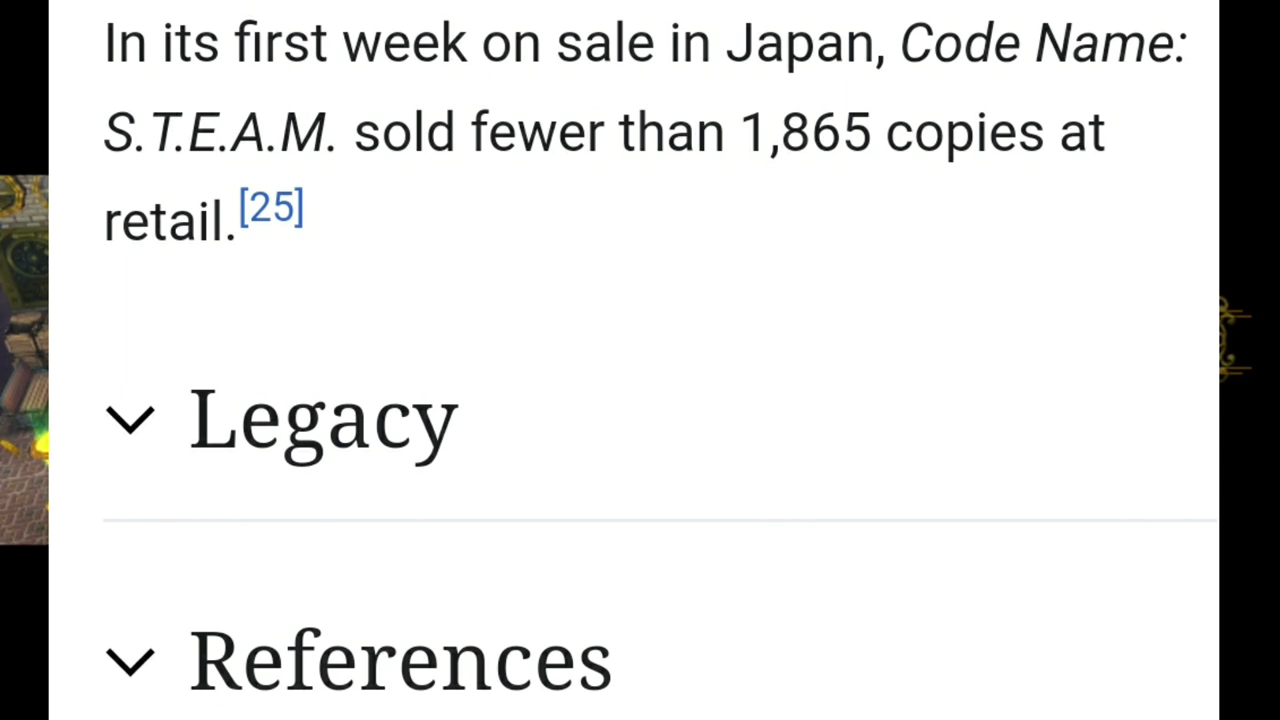 In its first week on sale in Japan, Code Name:
S.T.E.A.M. sold fewer than 1,865 copies at
retail.[25]
Legacy
References